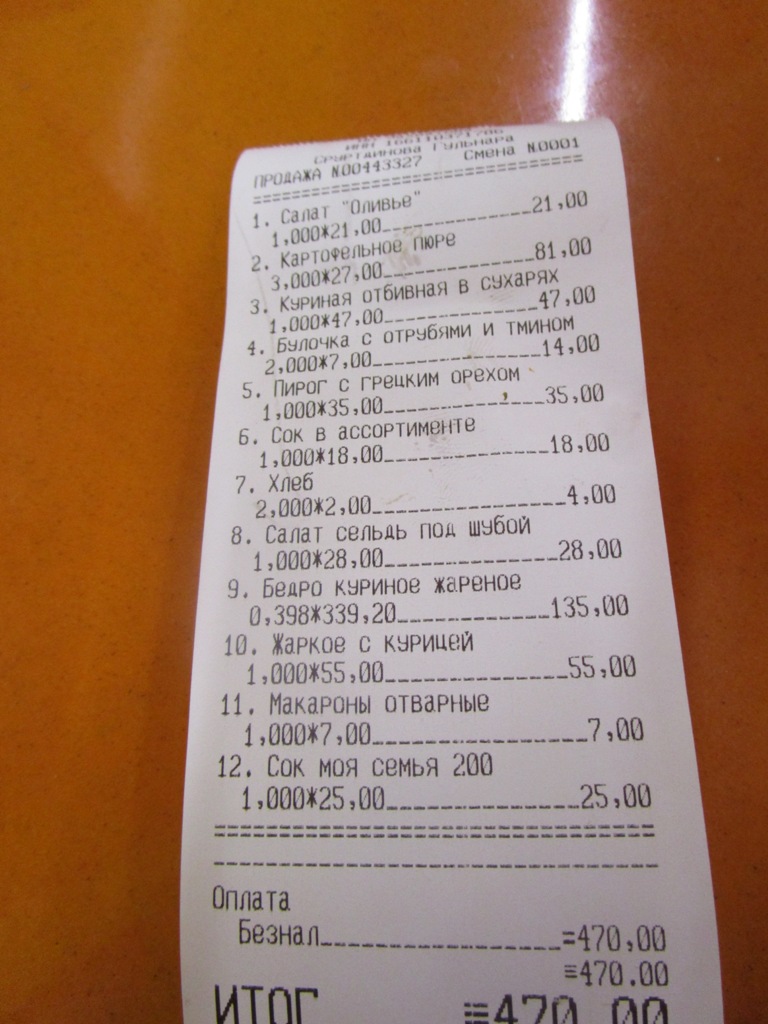 ПРОДАЖА N00443327 Смена N0001
1. Салат "Оливье"
1,000*21,00 21,00
2. Картофельное пюре
3,000*27,00 81,00
3. Куриная отбивная в сухарях
1,000*47,00 47,00
4. Булочка с отрубями и тмином
2,000*7,00 14,00
5. Пирог с грецким орехом
1,000*35,00 35,00
6. Сок в ассортименте
1,000*18,00 18,00
7. Хлеб
2,000*2,00 4,00
8. Салат сельдь под шубой
1,000*28,00 28,00
9. Бедро куриное жареное
0,398*339,20 135,00
10. Жаркое с курицей
1,000*55,00 55,00
11. Макароны отварные
1,000*7,00 7,00
12. Сок моя семья 200
1,000*25,00 25,00
Оплата
Безнал =470,00
≡470.00
ИТОГ ≡470.00